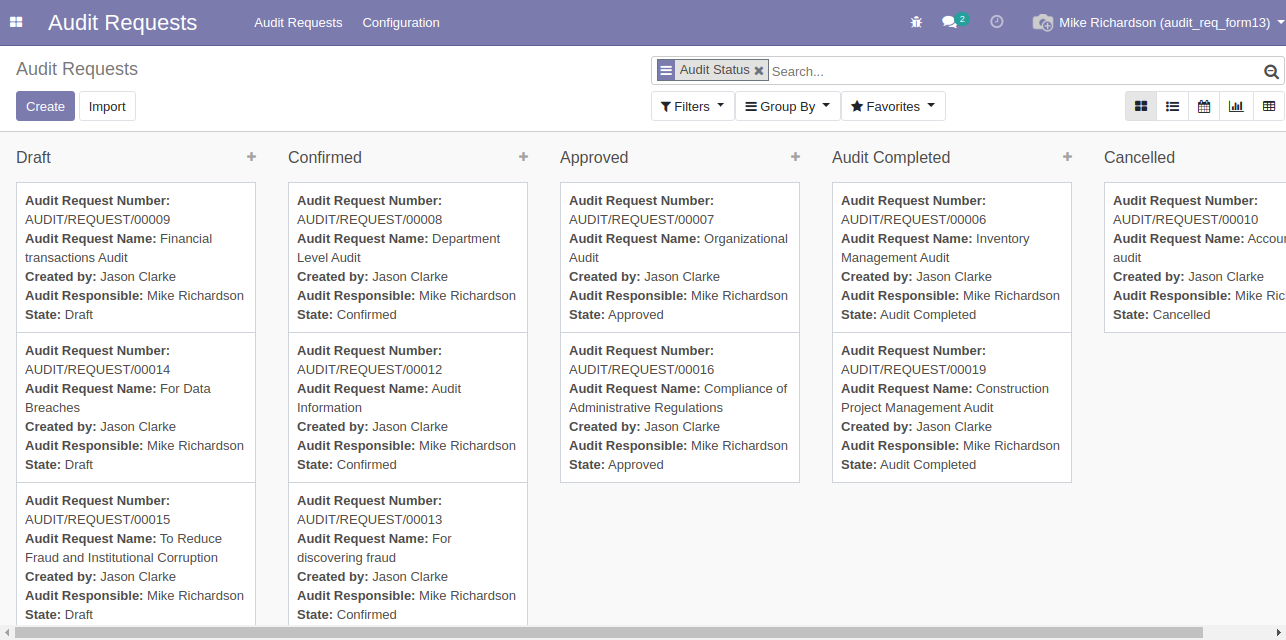 Audit Requests Audit Requests Configuration 2 Mike Richardson (audit_req_form13)
Audit Requests
Audit Status Search...
Create Import Filters Group By Favorites
Draft
Audit Request Number:
AUDIT/REQUEST/00009
Audit Request Name: Financial
transactions Audit
Created by: Jason Clarke
Audit Responsible: Mike Richardson
State: Draft
Audit Request Number:
AUDIT/REQUEST/00014
Audit Request Name: For Data
Breaches
Created by: Jason Clarke
Audit Responsible: Mike Richardson
State: Draft
Audit Request Number:
AUDIT/REQUEST/00015
Audit Request Name: To Reduce
Fraud and Institutional Corruption
Created by: Jason Clarke
Audit Responsible: Mike Richardson
State: Draft
Confirmed
Audit Request Number:
AUDIT/REQUEST/00008
Audit Request Name: Department
Level Audit
Created by: Jason Clarke
Audit Responsible: Mike Richardson
State: Confirmed
Audit Request Number:
AUDIT/REQUEST/00012
Audit Request Name: Audit
Information
Created by: Jason Clarke
Audit Responsible: Mike Richardson
State: Confirmed
Audit Request Number:
AUDIT/REQUEST/00013
Audit Request Name: For
discovering fraud
Created by: Jason Clarke
Audit Responsible: Mike Richardson
State: Confirmed
Approved
Audit Request Number:
AUDIT/REQUEST/00007
Audit Request Name: Organizational
Audit
Created by: Jason Clarke
Audit Responsible: Mike Richardson
State: Approved
Audit Request Number:
AUDIT/REQUEST/00016
Audit Request Name: Compliance of
Administrative Regulations
Created by: Jason Clarke
Audit Responsible: Mike Richardson
State: Approved
Audit Completed
Audit Request Number:
AUDIT/REQUEST/00006
Audit Request Name: Inventory
Management Audit
Created by: Jason Clarke
Audit Responsible: Mike Richardson
State: Audit Completed
Audit Request Number:
AUDIT/REQUEST/00019
Audit Request Name: Construction
Project Management Audit
Created by: Jason Clarke
Audit Responsible: Mike Richardson
State: Audit Completed
Cancelled
Audit Request Number:
AUDIT/REQUEST/00010
Audit Request Name:
audit
Created by: Jason Clarke
Audit Responsible: Mike
State: Cancelled